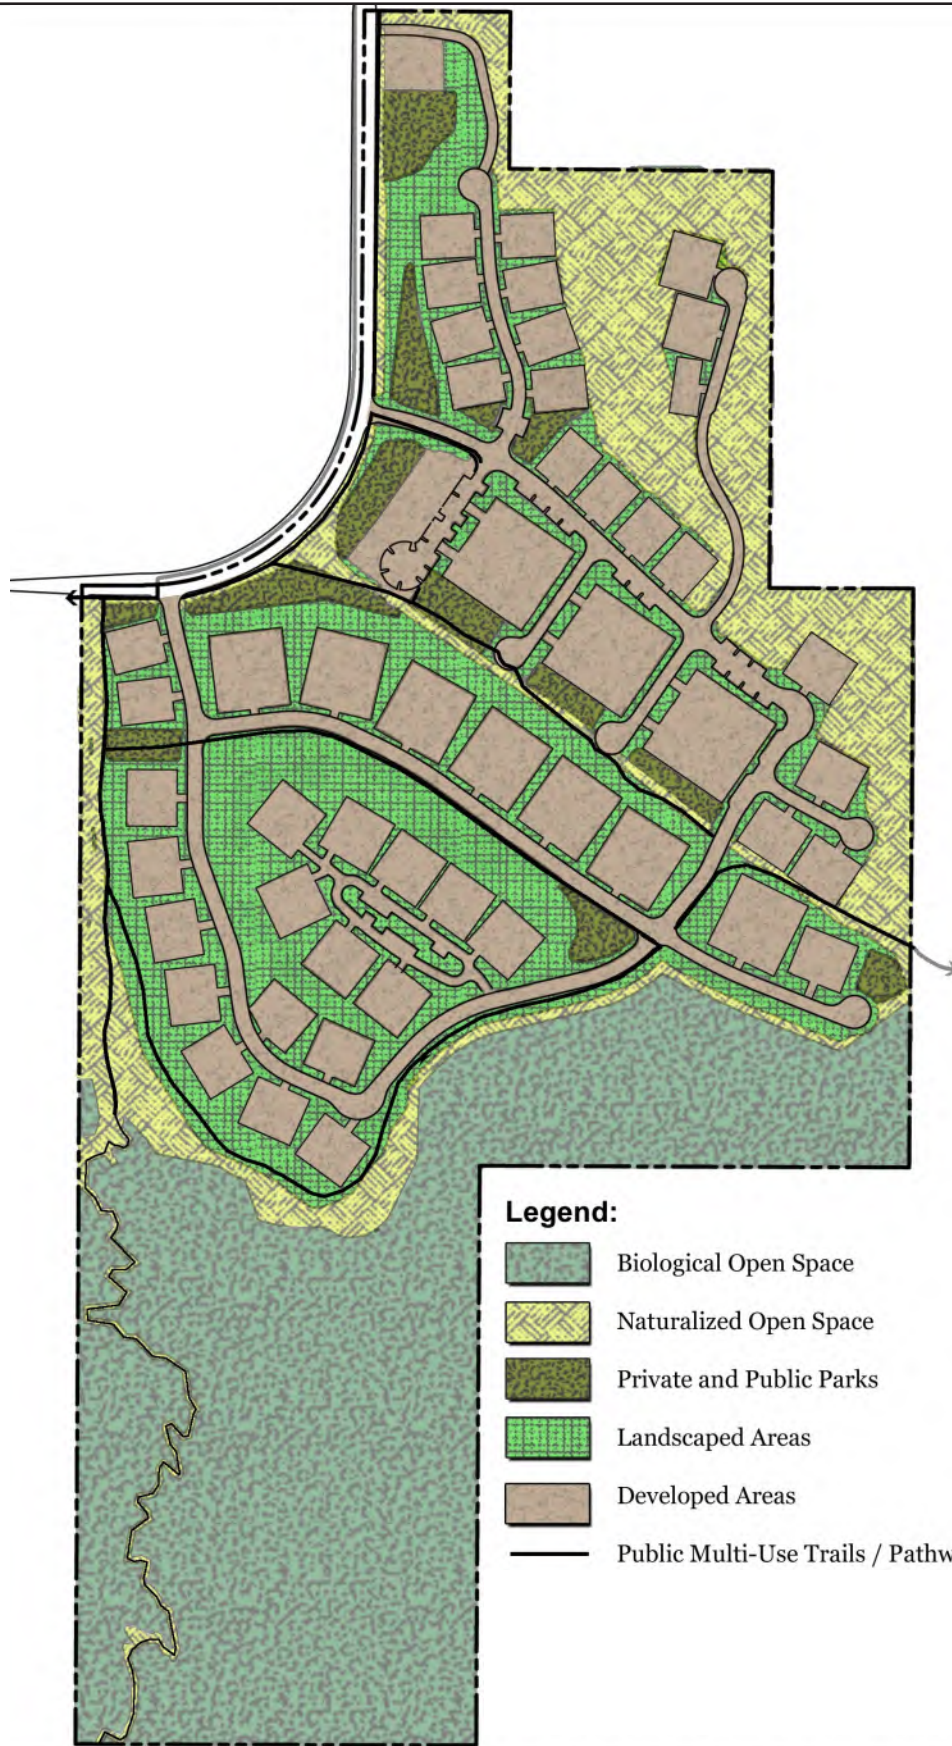 Legend:
Biological Open Space
Naturalized Open Space
Private and Public Parks
Landscaped Areas
Developed Areas
Public Multi-Use Trails / Pathw